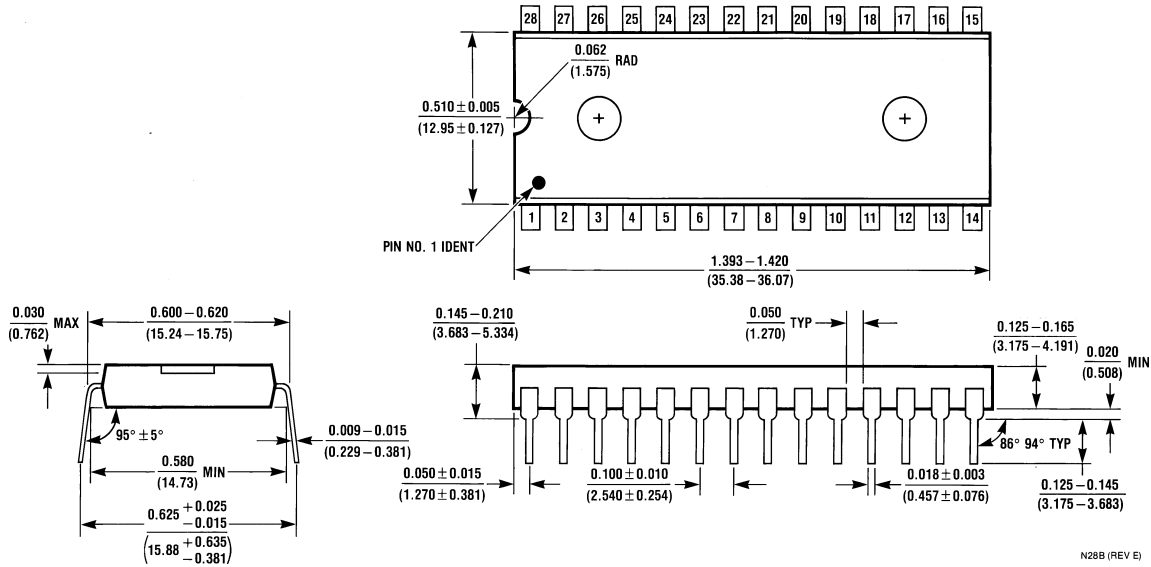 28 27 26 25 24 23 22 21 20 19 18 17 16 15
0.062
(1.575)
RAD
0.510 ± 0.005
(12.95 ± 0.127)
1 2 3 4 5 6 7 8 9 10 11 12 13 14
PIN NO. 1 IDENT
1.393 – 1.420
(35.38 – 36.07)
0.030
(0.762)
MAX
0.600 – 0.620
(15.24 – 15.75)
95° ± 5°
0.009 – 0.015
(0.229 – 0.381)
0.580
(14.73)
MIN
0.625 +0.025
-0.015
(15.88 +0.635
-0.381)
0.145 – 0.210
(3.683 – 5.334)
0.050
(1.270)
TYP
0.125 – 0.165
(3.175 – 4.191)
0.020
(0.508)
MIN
86° 94° TYP
0.050 ± 0.015
(1.270 ± 0.381)
0.100 ± 0.010
(2.540 ± 0.254)
0.018 ± 0.003
(0.457 ± 0.076)
0.125 – 0.145
(3.175 – 3.683)
N28B (REV E)